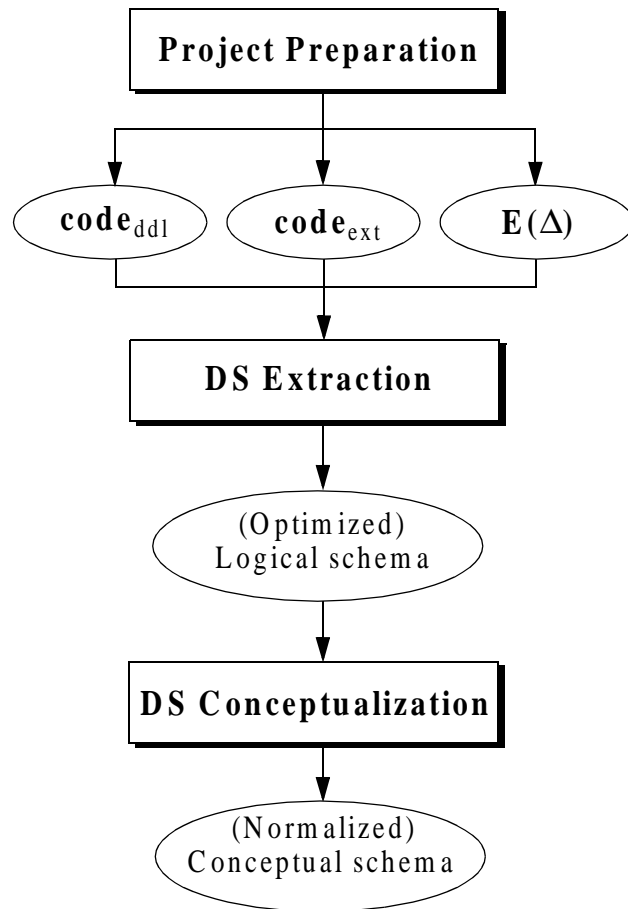 Project Preparation
code_ddl
code_ext
E(Δ)
DS Extraction
(Optimized)
Logical schema
DS Conceptualization
(Normalized)
Conceptual schema